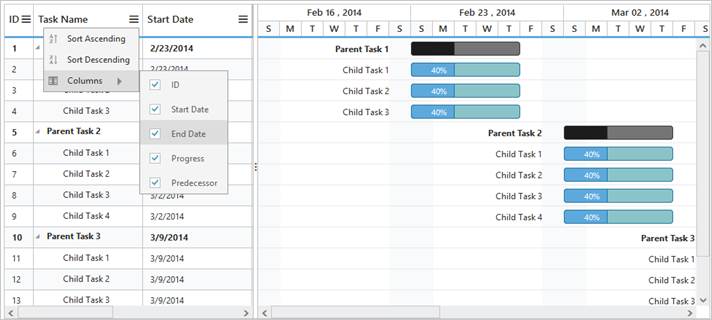 ID Task Name Start Date
Sort Ascending
Sort Descending
Columns
ID
Start Date
End Date
Progress
Predecessor
1 2/23/2014
2
3
4 Child Task 3
5 Parent Task 2
6 Child Task 1
7 Child Task 2
8 Child Task 3 3/2/2014
9 Child Task 4 3/2/2014
10 Parent Task 3 3/9/2014
11 Child Task 1 3/9/2014
12 Child Task 2 3/9/2014
13 Child Task 3 3/9/2014
Feb 16 , 2014 Feb 23 , 2014 Mar 02 , 2014
S M T W T F S S M T W T F S S M T W T F S
Parent Task 1
Child Task 1 40%
Child Task 2 40%
Child Task 3 40%
Parent Task 2
Child Task 1 40%
Child Task 2 40%
Child Task 3 40%
Child Task 4 40%
Parent Task 3
Child Task 1
Child Task 2
Child Task 3